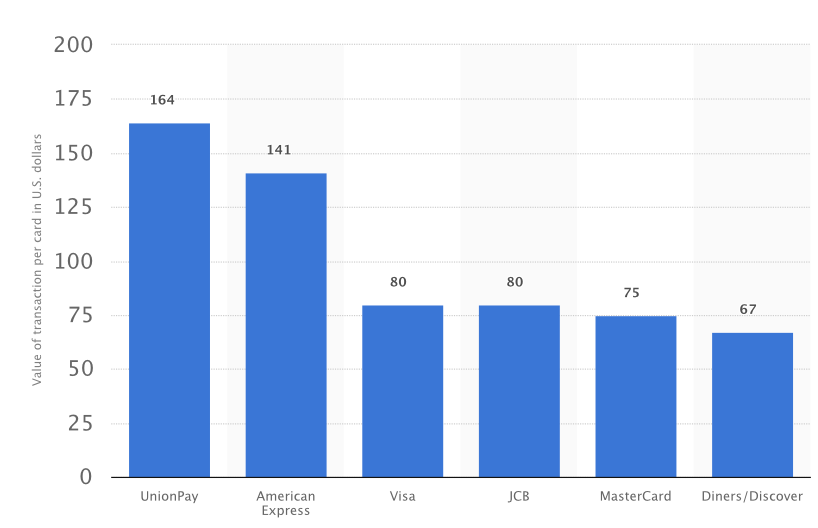 200
175
150
125
100
75
50
25
0
Value of transaction per card in U.S. dollars
164
141
80
80
75
67
UnionPay
American
Express
Visa
JCB
MasterCard
Diners/Discover